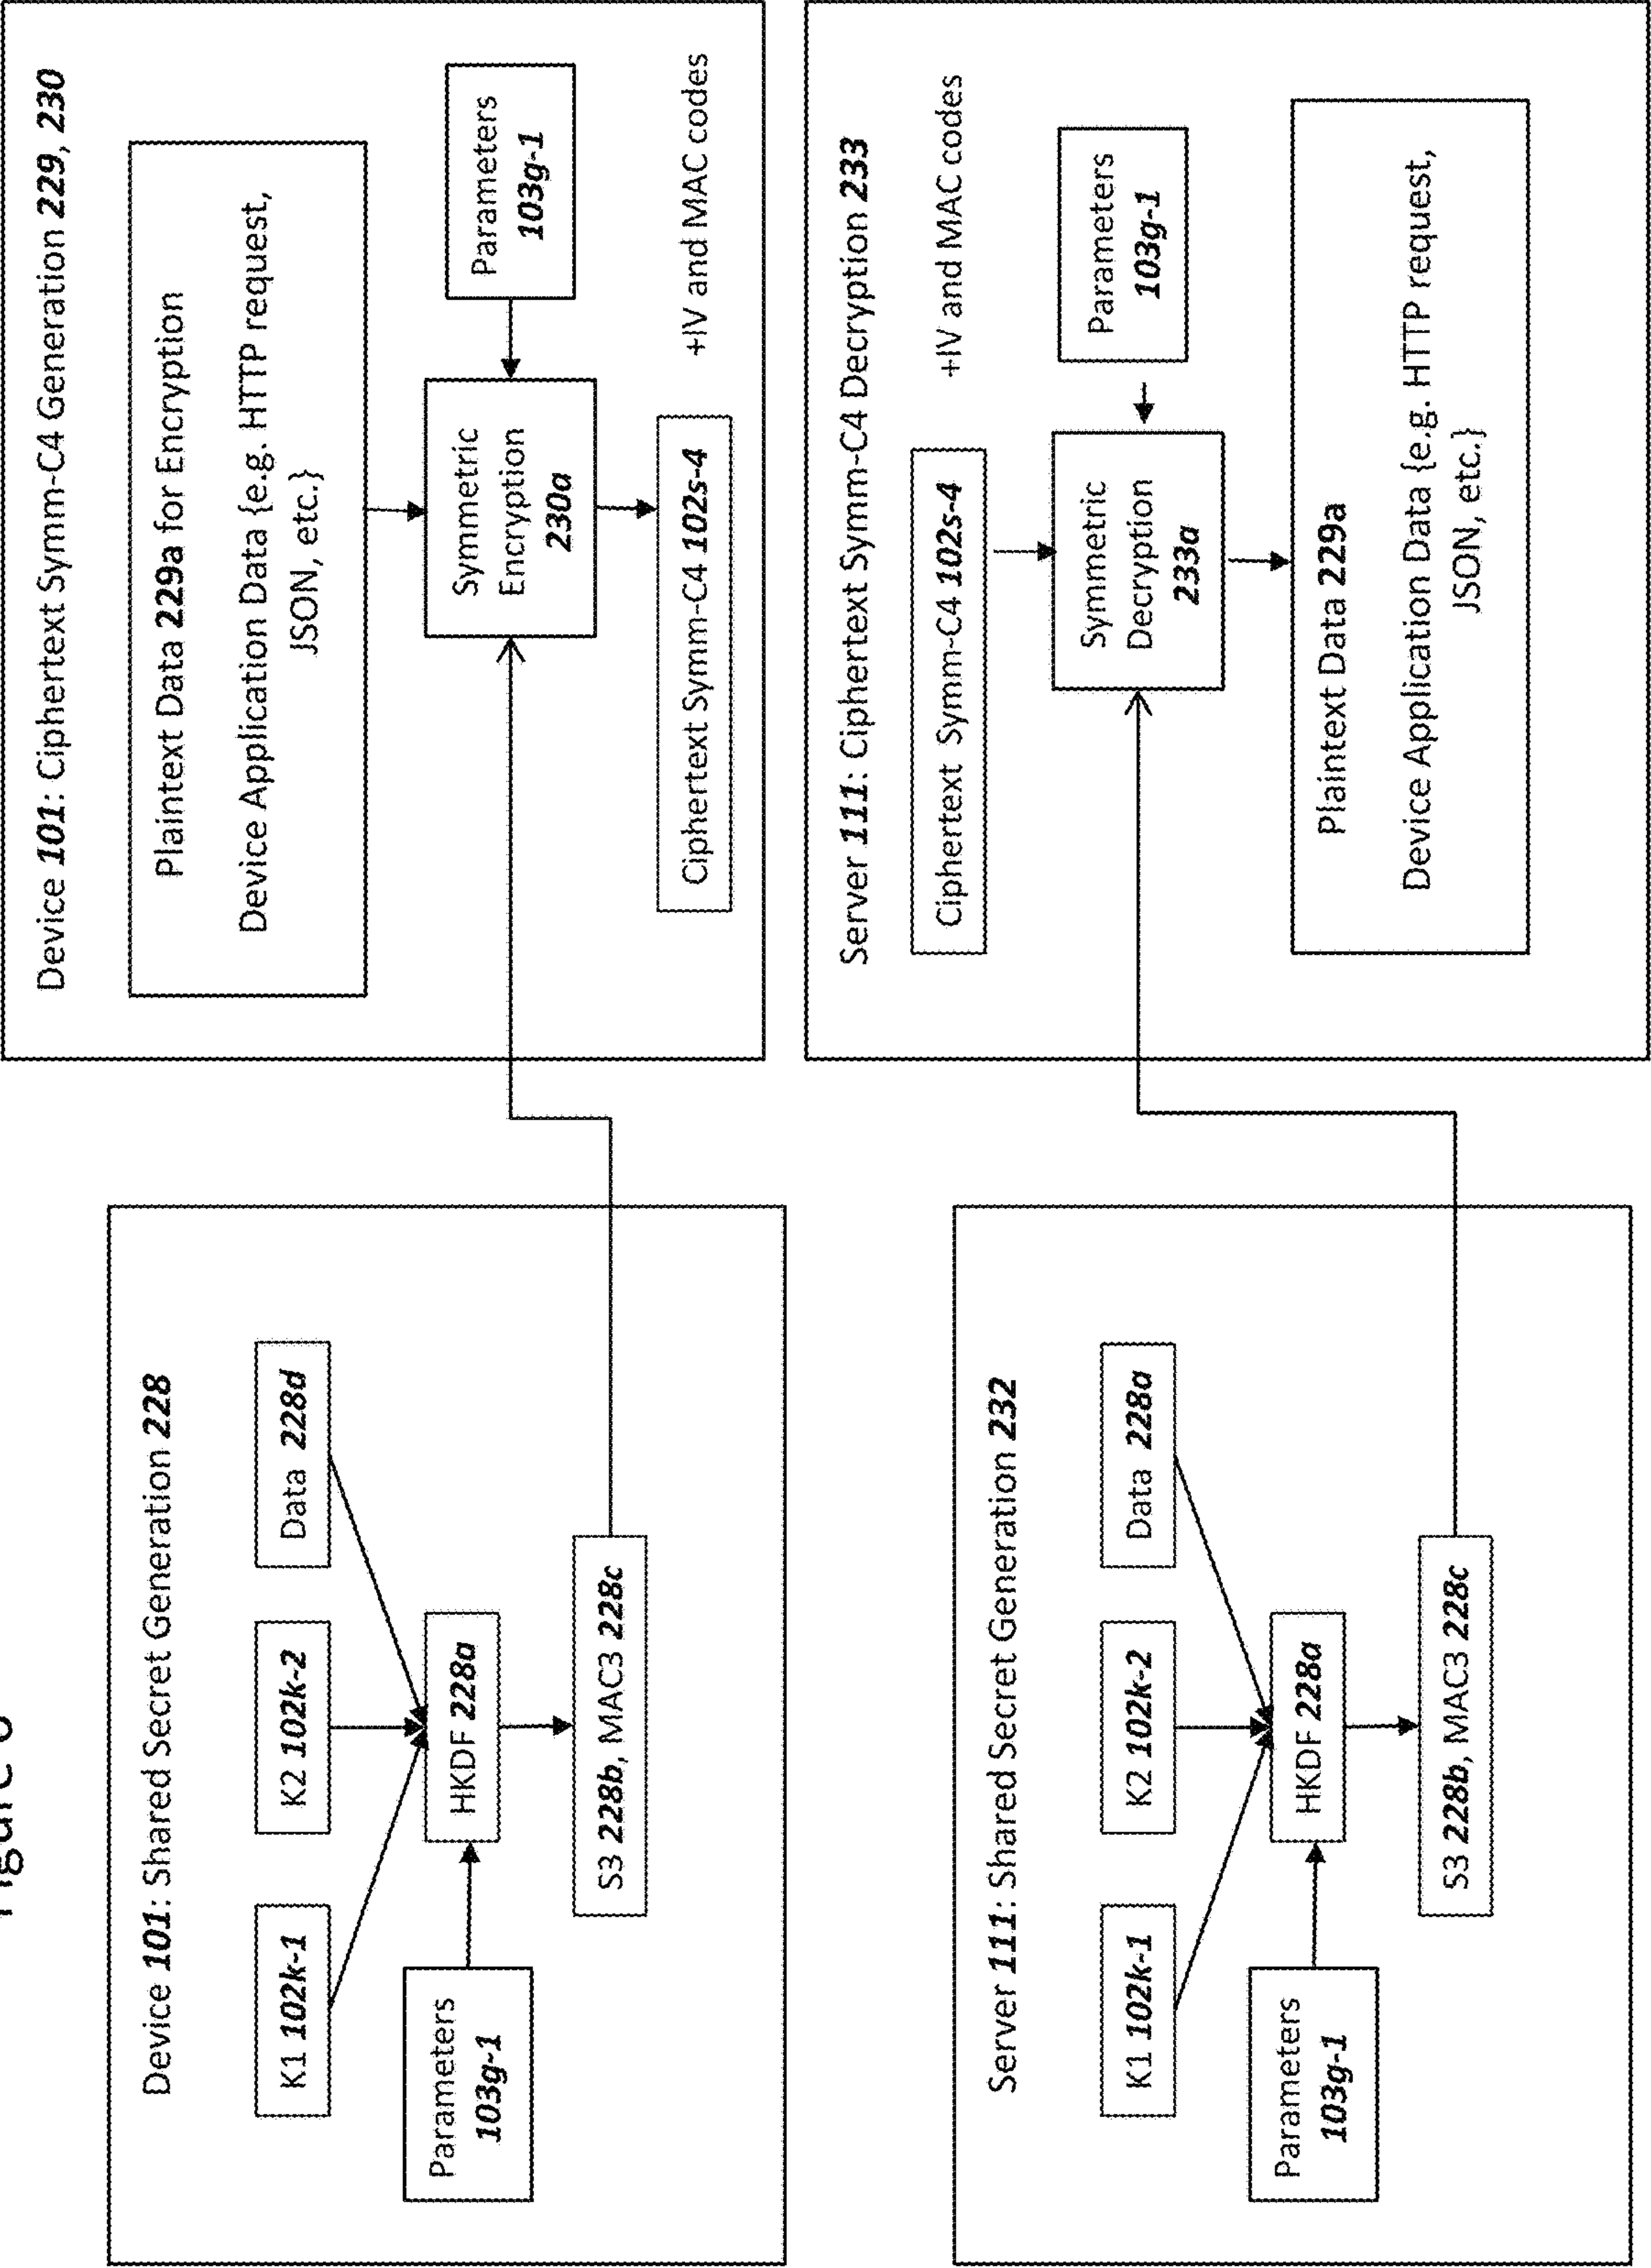 Device 101: Shared Secret Generation 228
K1 102k-1
K2 102k-2
Data 228d
Parameters
103g-1
HKDF 228a
S3 228b, MAC3 228c
Device 101: Ciphertext Symm-C4 Generation 229, 230
Plaintext Data 229a for Encryption
Device Application Data {e.g. HTTP request,
JSON, etc.}
Symmetric
Encryption
230a
Parameters
103g-1
Ciphertext Symm-C4 102s-4
+IV and MAC codes
Server 111: Shared Secret Generation 232
K1 102k-1
K2 102k-2
Data 228a
Parameters
103g-1
HKDF 228a
S3 228b, MAC3 228c
Server 111: Ciphertext Symm-C4 Decryption 233
Ciphertext Symm-C4 102s-4
+IV and MAC codes
Symmetric
Decryption
233a
Parameters
103g-1
Plaintext Data 229a
Device Application Data {e.g. HTTP request,
JSON, etc.}